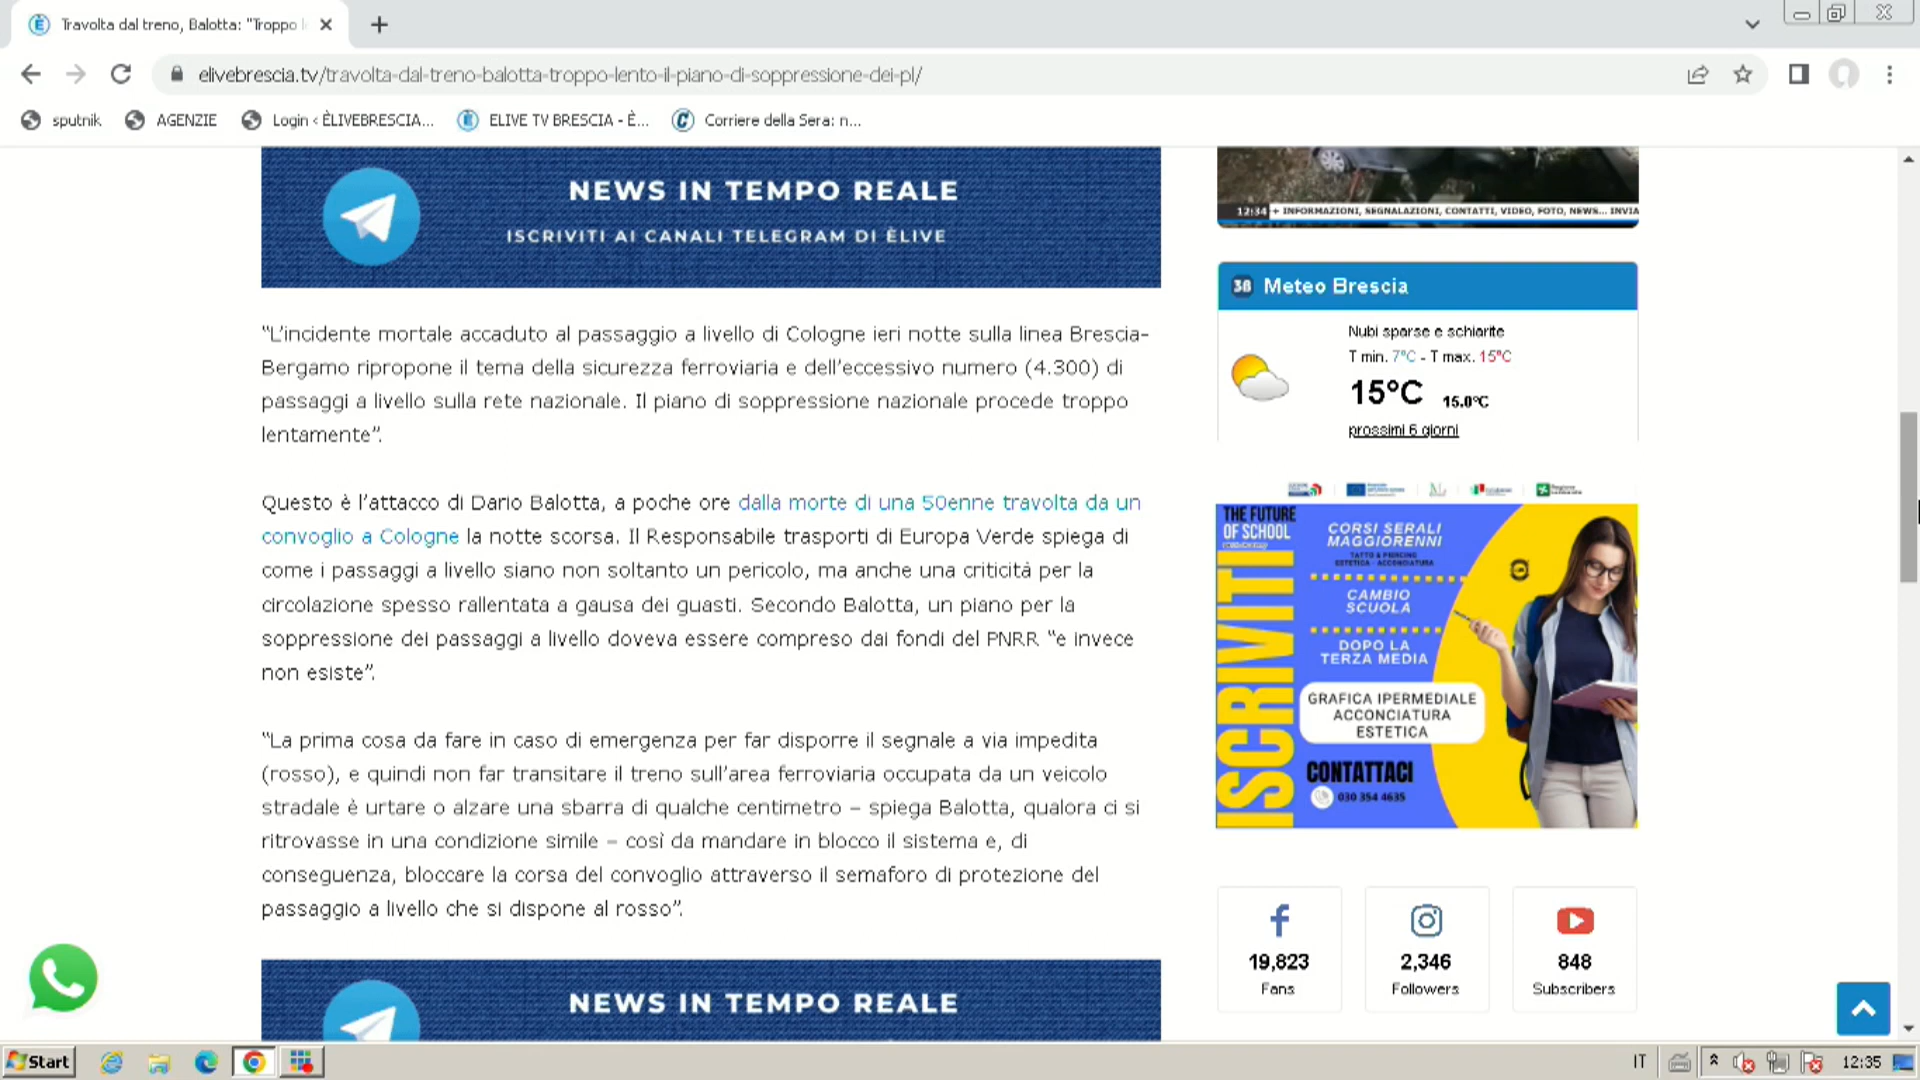 Travolta dal treno, Balotta: "Troppo l
elivebrescia.tv/travolta-dal-treno-balotta-troppo-lento-il-piano-di-soppressione-dei-pl/
sputnik
AGENZIE
Login ‹ ÈLIVEBRESCIA...
ELIVE TV BRESCIA - È...
Corriere della Sera: n...
NEWS IN TEMPO REALE
ISCRIVITI AI CANALI TELEGRAM DI ÈLIVE
"L'incidente mortale accaduto al passaggio a livello di Cologne ieri notte sulla linea Brescia-
Bergamo ripropone il tema della sicurezza ferroviaria e dell'eccessivo numero (4.300) di
passaggi a livello sulla rete nazionale. Il piano di soppressione nazionale procede troppo
lentamente".
Questo è l'attacco di Dario Balotta, a poche ore dalla morte di una 50enne travolta da un
convoglio a Cologne la notte scorsa. Il Responsabile trasporti di Europa Verde spiega di
come i passaggi a livello siano non soltanto un pericolo, ma anche una criticità per la
circolazione spesso rallentata a gausa dei guasti. Secondo Balotta, un piano per la
soppressione dei passaggi a livello doveva essere compreso dai fondi del PNRR "e invece
non esiste".
"La prima cosa da fare in caso di emergenza per far disporre il segnale a via impedita
(rosso), e quindi non far transitare il treno sull'area ferroviaria occupata da un veicolo
stradale è urtare o alzare una sbarra di qualche centimetro – spiega Balotta, qualora ci si
ritrovasse in una condizione simile – così da mandare in blocco il sistema e, di
conseguenza, bloccare la corsa del convoglio attraverso il semaforo di protezione del
passaggio a livello che si dispone al rosso".
NEWS IN TEMPO REALE
12:34 + INFORMAZIONI, SEGNALAZIONI, CONTATTI, VIDEO, FOTO, NEWS... INVIA
38 Meteo Brescia
Nubi sparse e schiarite
T min. 7°C - T max. 15°C
15°C 15.0°C
prossimi 6 giorni
THE FUTURE
OF SCHOOL
ISCRIVITI
CORSI SERALI
MAGGIORENNI
TATTO & PIERCING
ESTETICA - ACCONCIATURA
CAMBIO
SCUOLA
DOPO LA
TERZA MEDIA
GRAFICA IPERMEDIALE
ACCONCIATURA
ESTETICA
CONTATTACI
030 354 4635
19,823
Fans
2,346
Followers
848
Subscribers
Start
IT
12:35